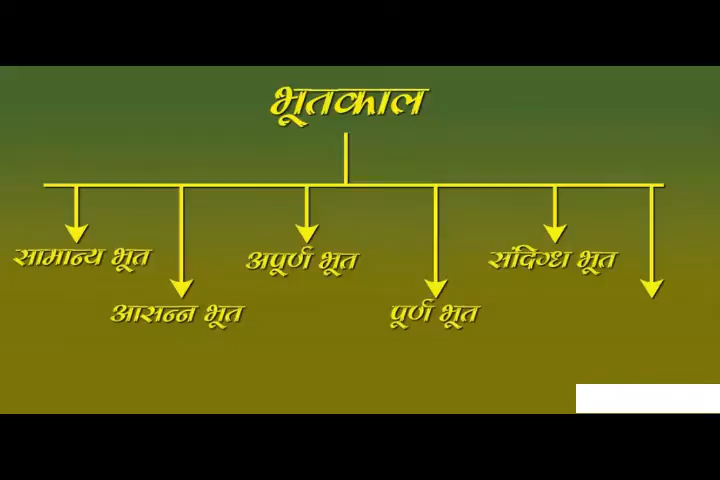 भूतकाल
सामान्य भूत
अपूर्ण भूत
संदिग्ध भूत
आसन्न भूत
पूर्ण भूत